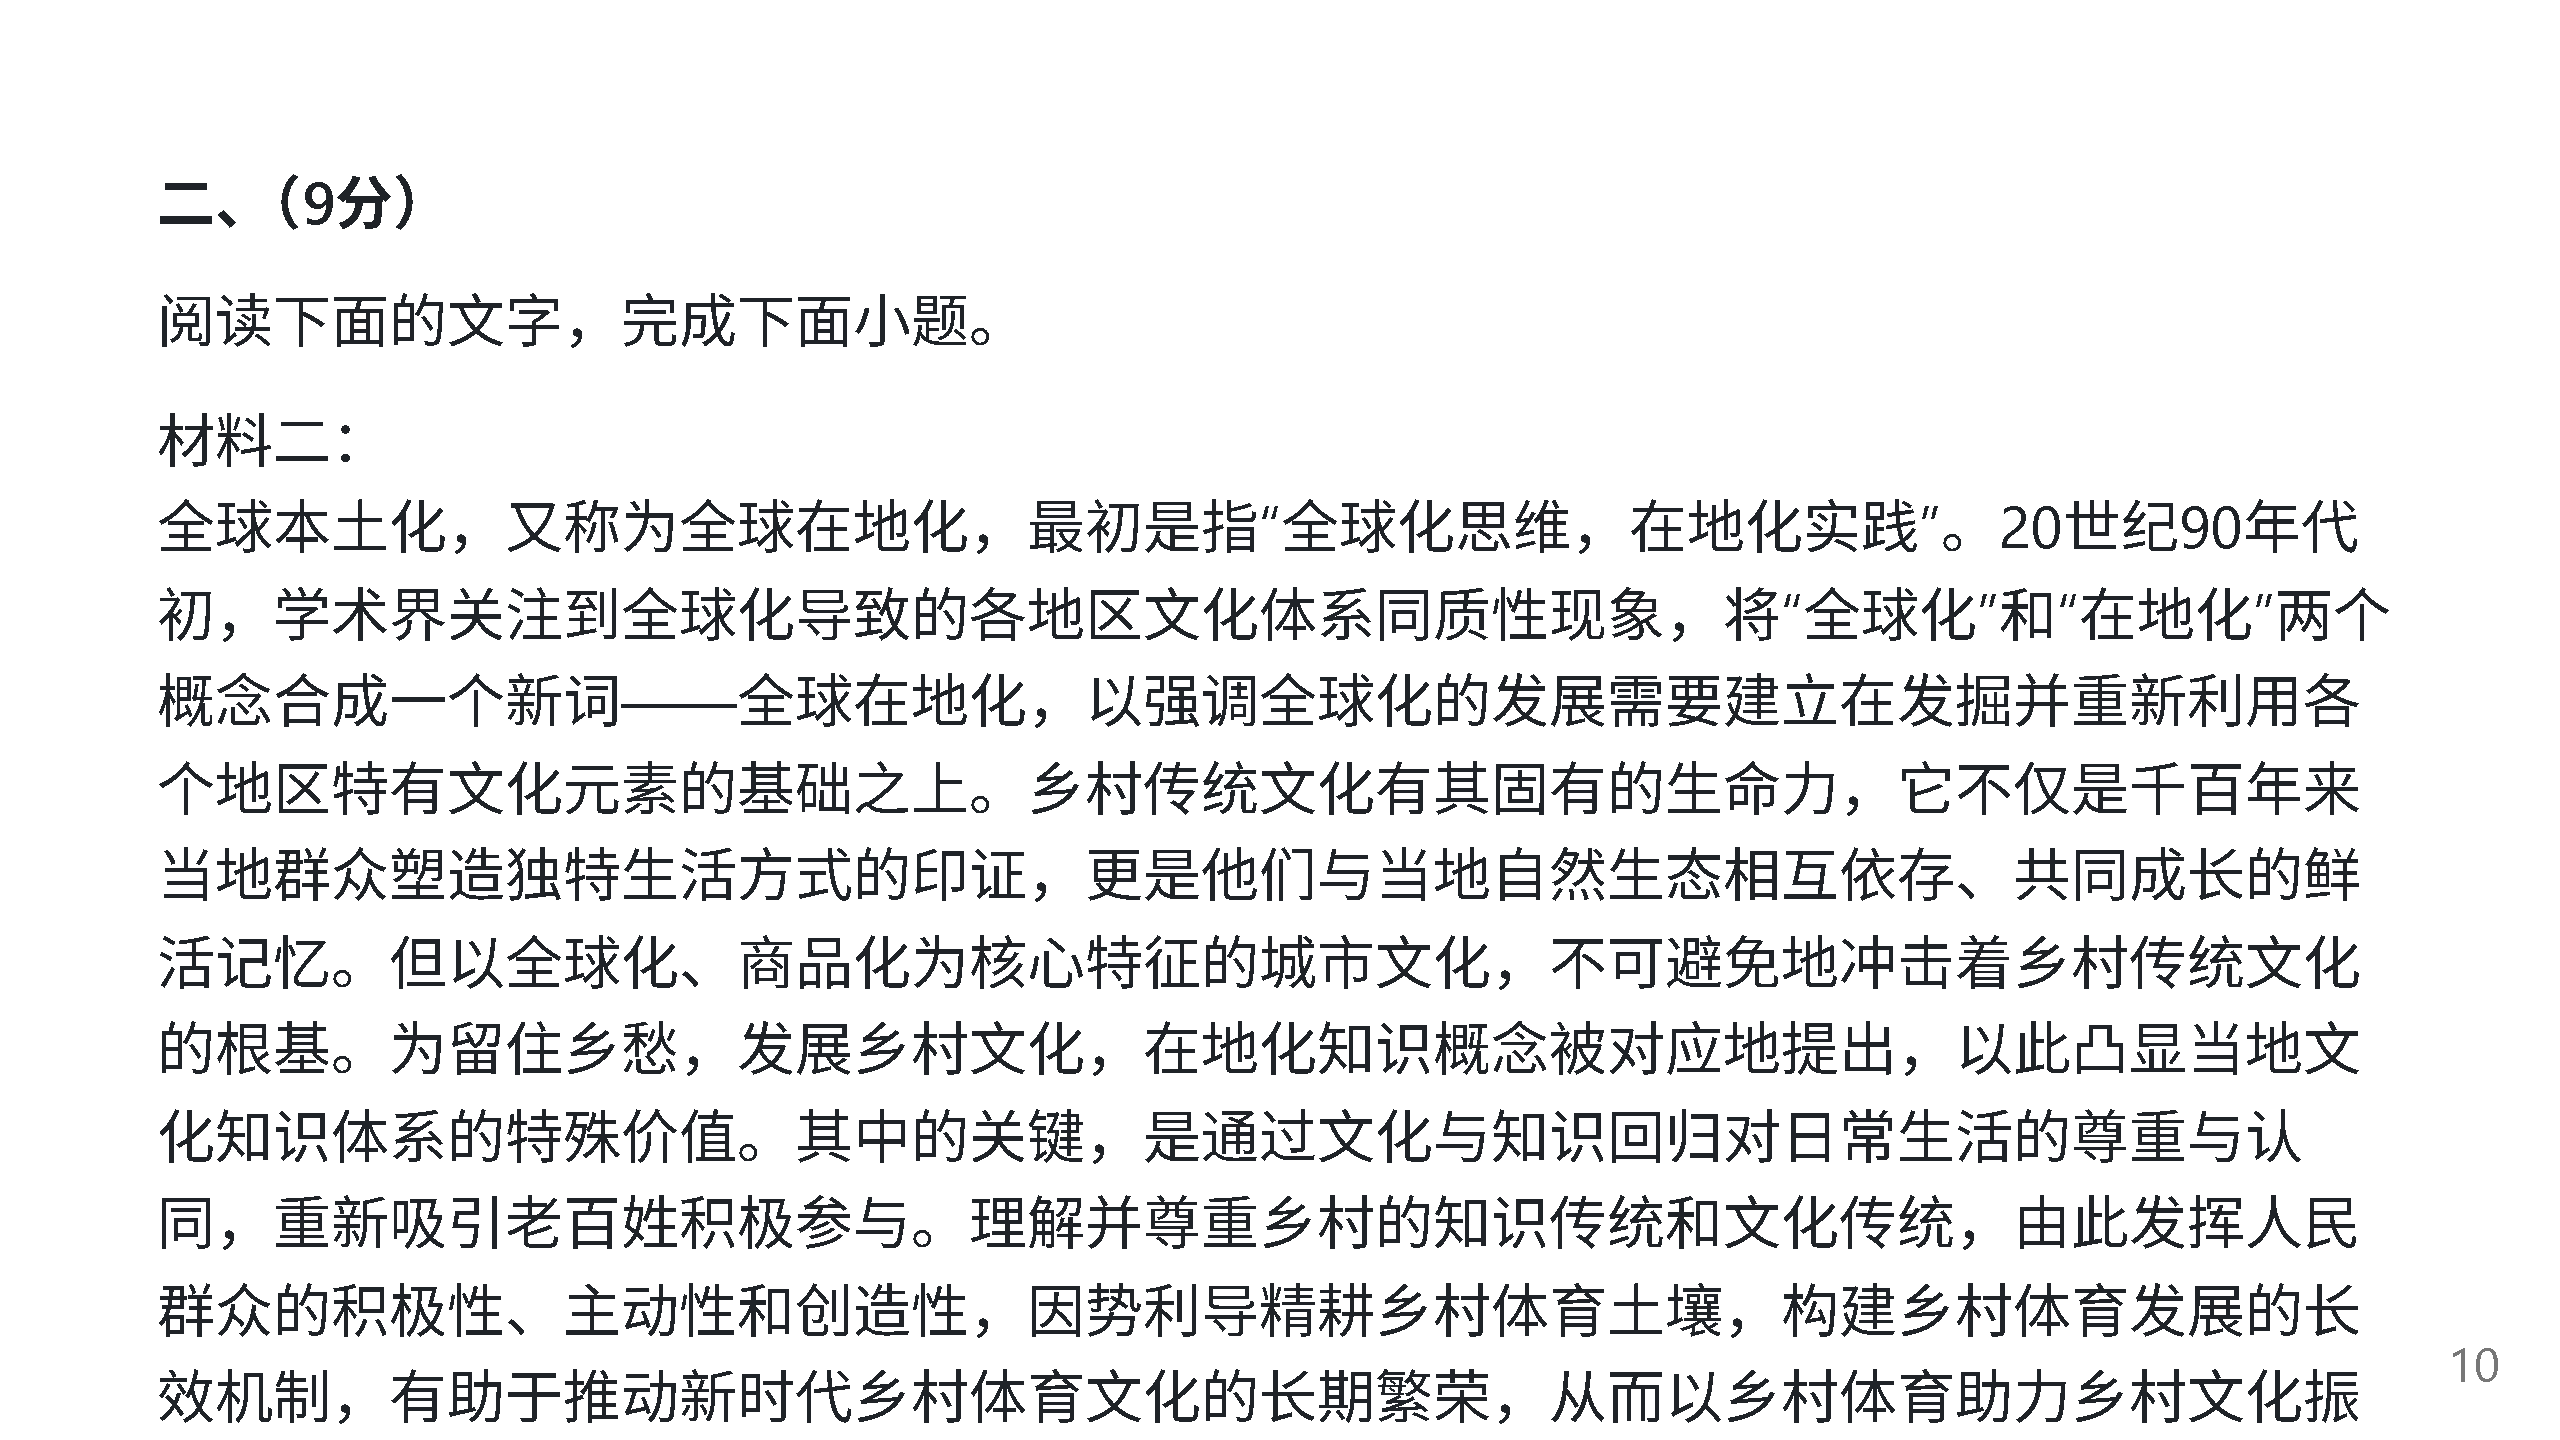 二、（9分）
阅读下面的文字，完成下面小题。
材料二：
全球本土化，又称为全球在地化，最初是指“全球化思维，在地化实践”。20世纪90年代
初，学术界关注到全球化导致的各地区文化体系同质性现象，将“全球化”和“在地化”两个
概念合成一个新词——全球在地化，以强调全球化的发展需要建立在发掘并重新利用各
个地区特有文化元素的基础之上。乡村传统文化有其固有的生命力，它不仅是千百年来
当地群众塑造独特生活方式的印证，更是他们与当地自然生态相互依存、共同成长的鲜
活记忆。但以全球化、商品化为核心特征的城市文化，不可避免地冲击着乡村传统文化
的根基。为留住乡愁，发展乡村文化，在地化知识概念被对应地提出，以此凸显当地文
化知识体系的特殊价值。其中的关键，是通过文化与知识回归对日常生活的尊重与认
同，重新吸引老百姓积极参与。理解并尊重乡村的知识传统和文化传统，由此发挥人民
群众的积极性、主动性和创造性，因势利导精耕乡村体育土壤，构建乡村体育发展的长
效机制，有助于推动新时代乡村体育文化的长期繁荣，从而以乡村体育助力乡村文化振
10